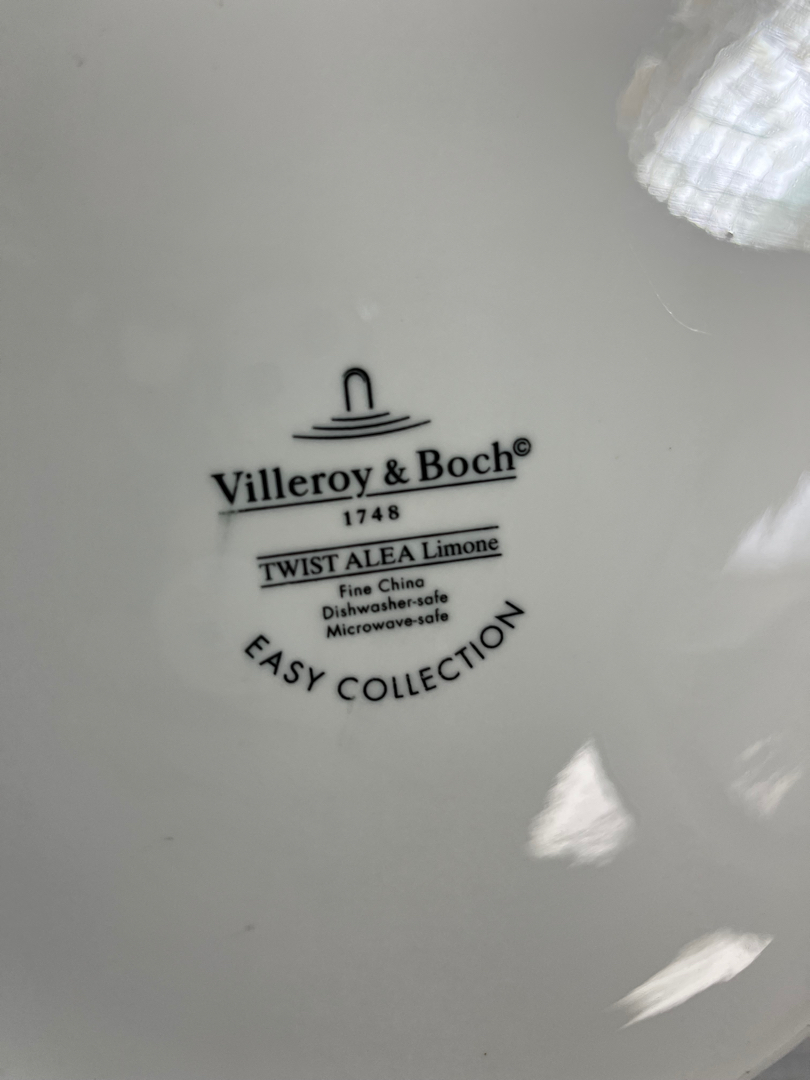 Villeroy & Boch©
1748
TWIST ALEA Limone
Fine China
Dishwasher-safe
Microwave-safe
EASY COLLECTION